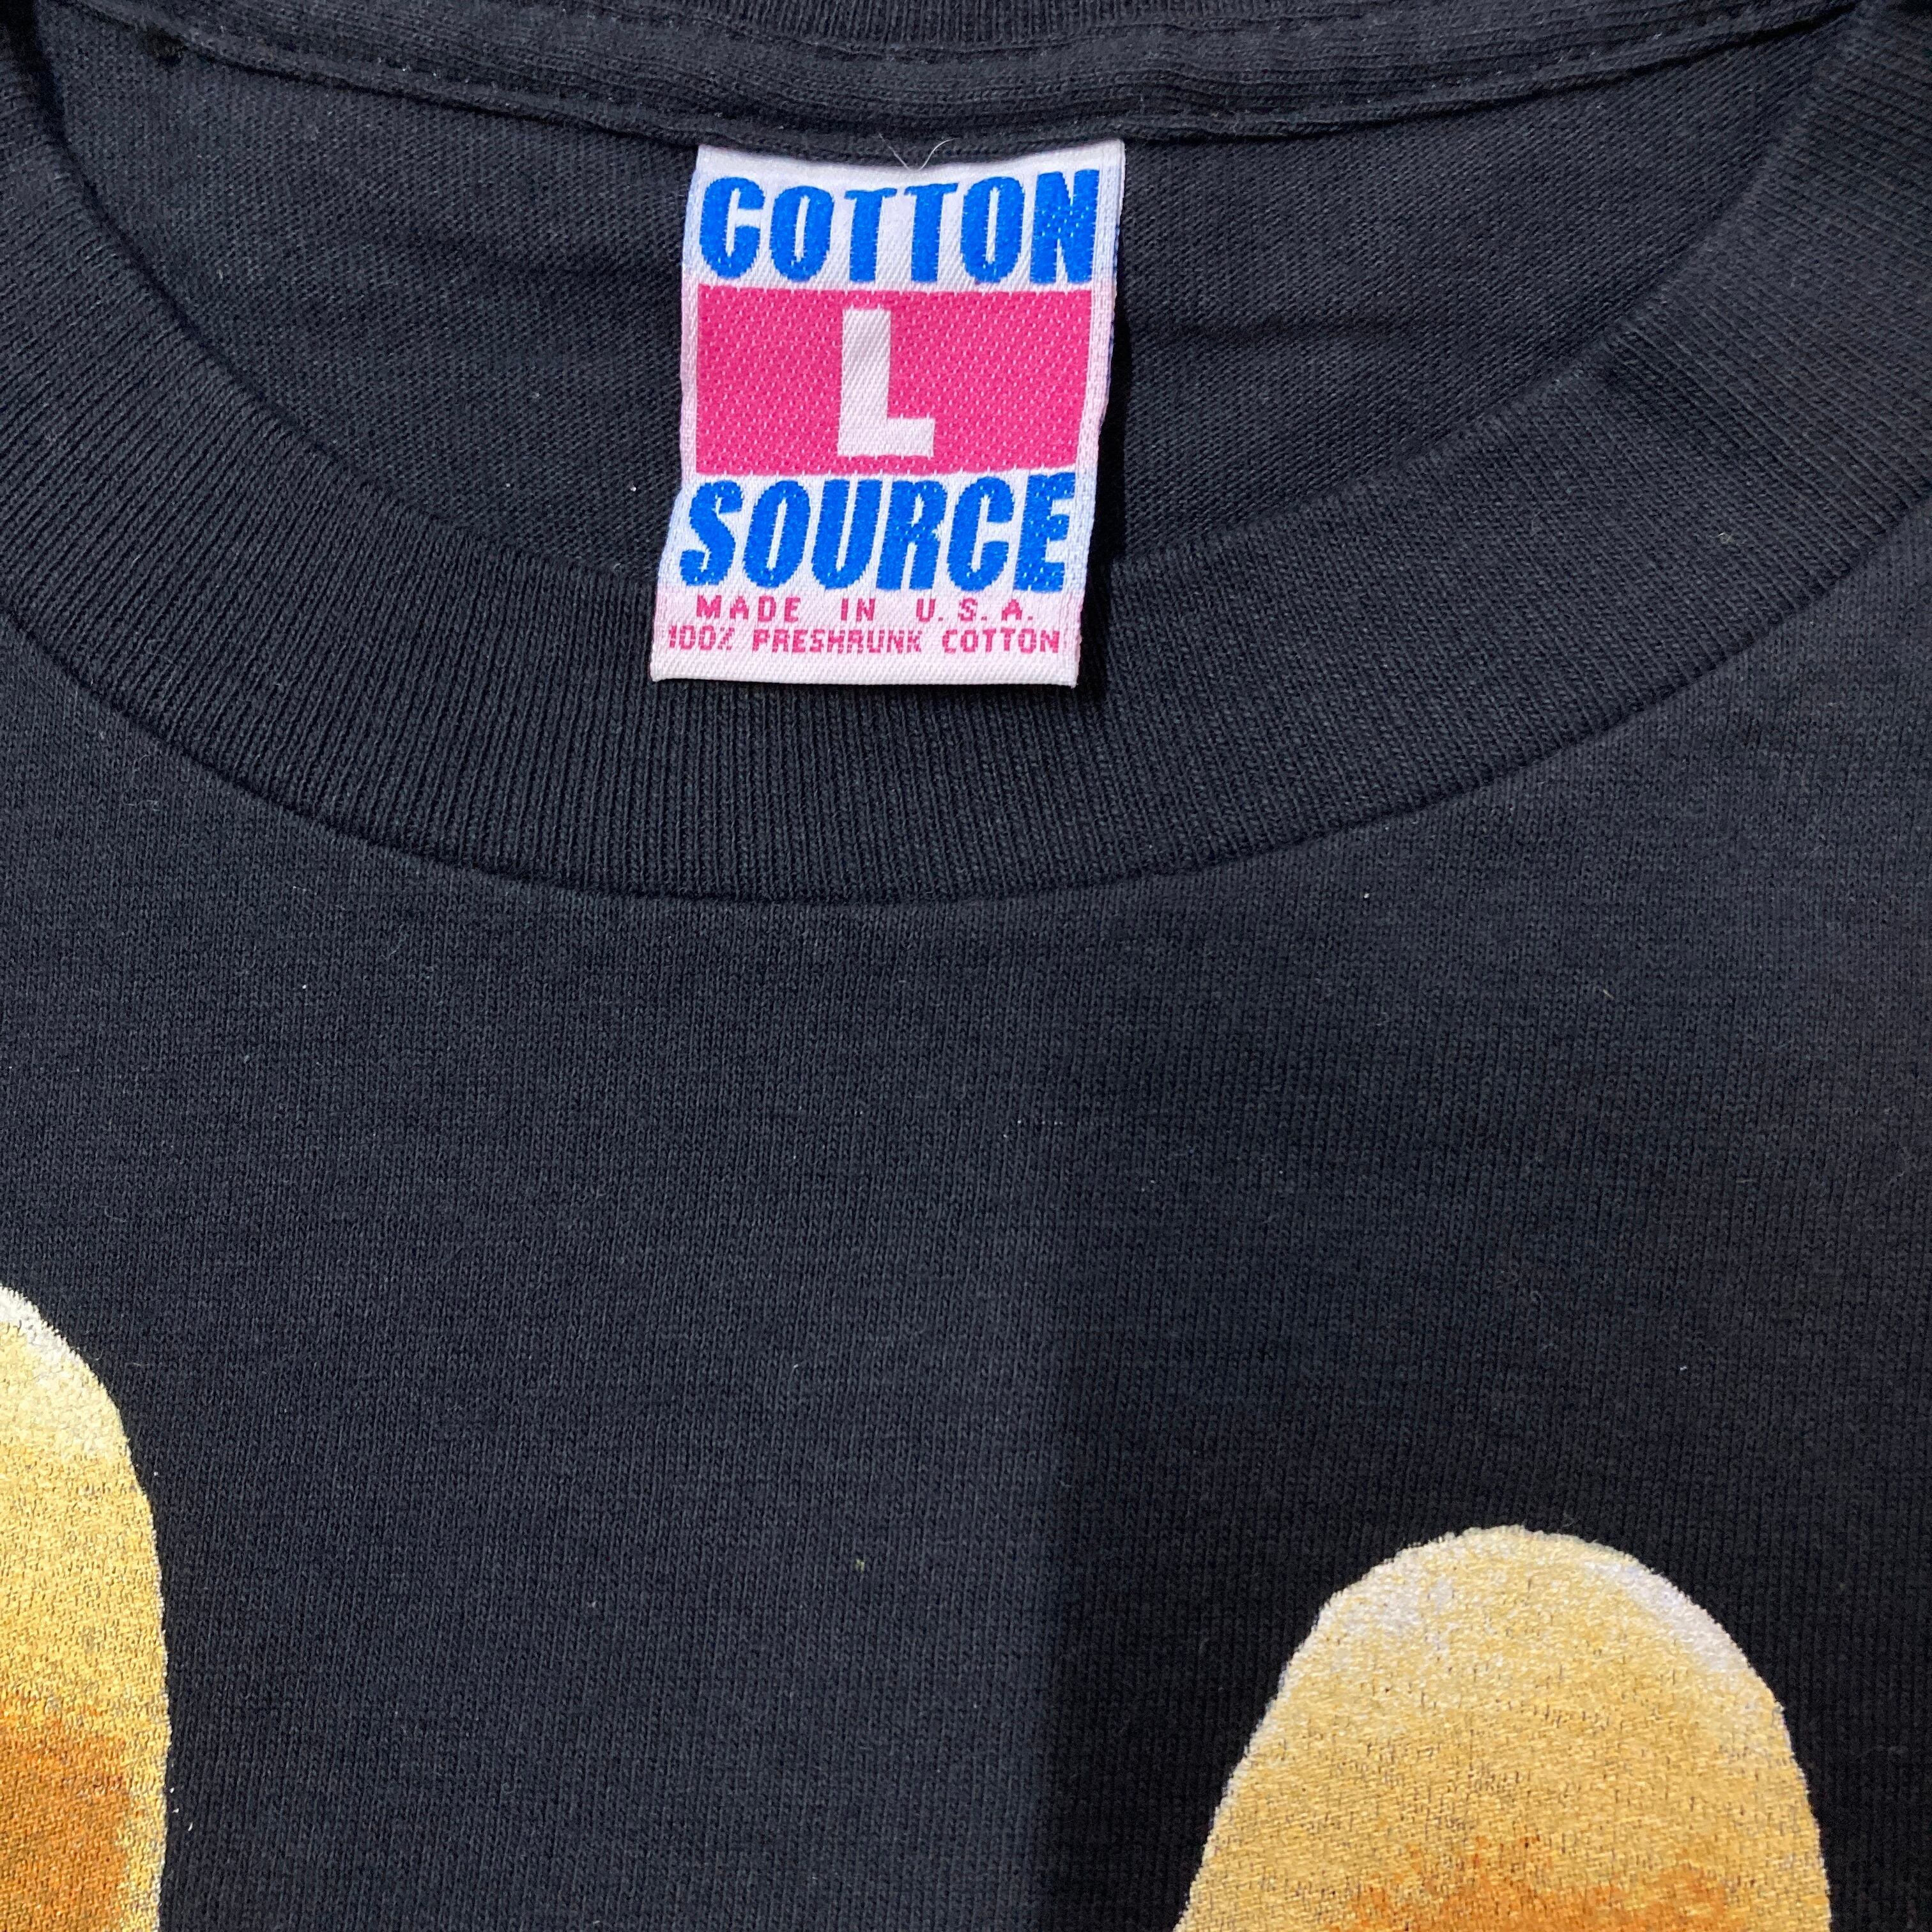 COTTON
L
SOURCE
MADE IN U.S.A.
100% PRESHRUNK COTTON